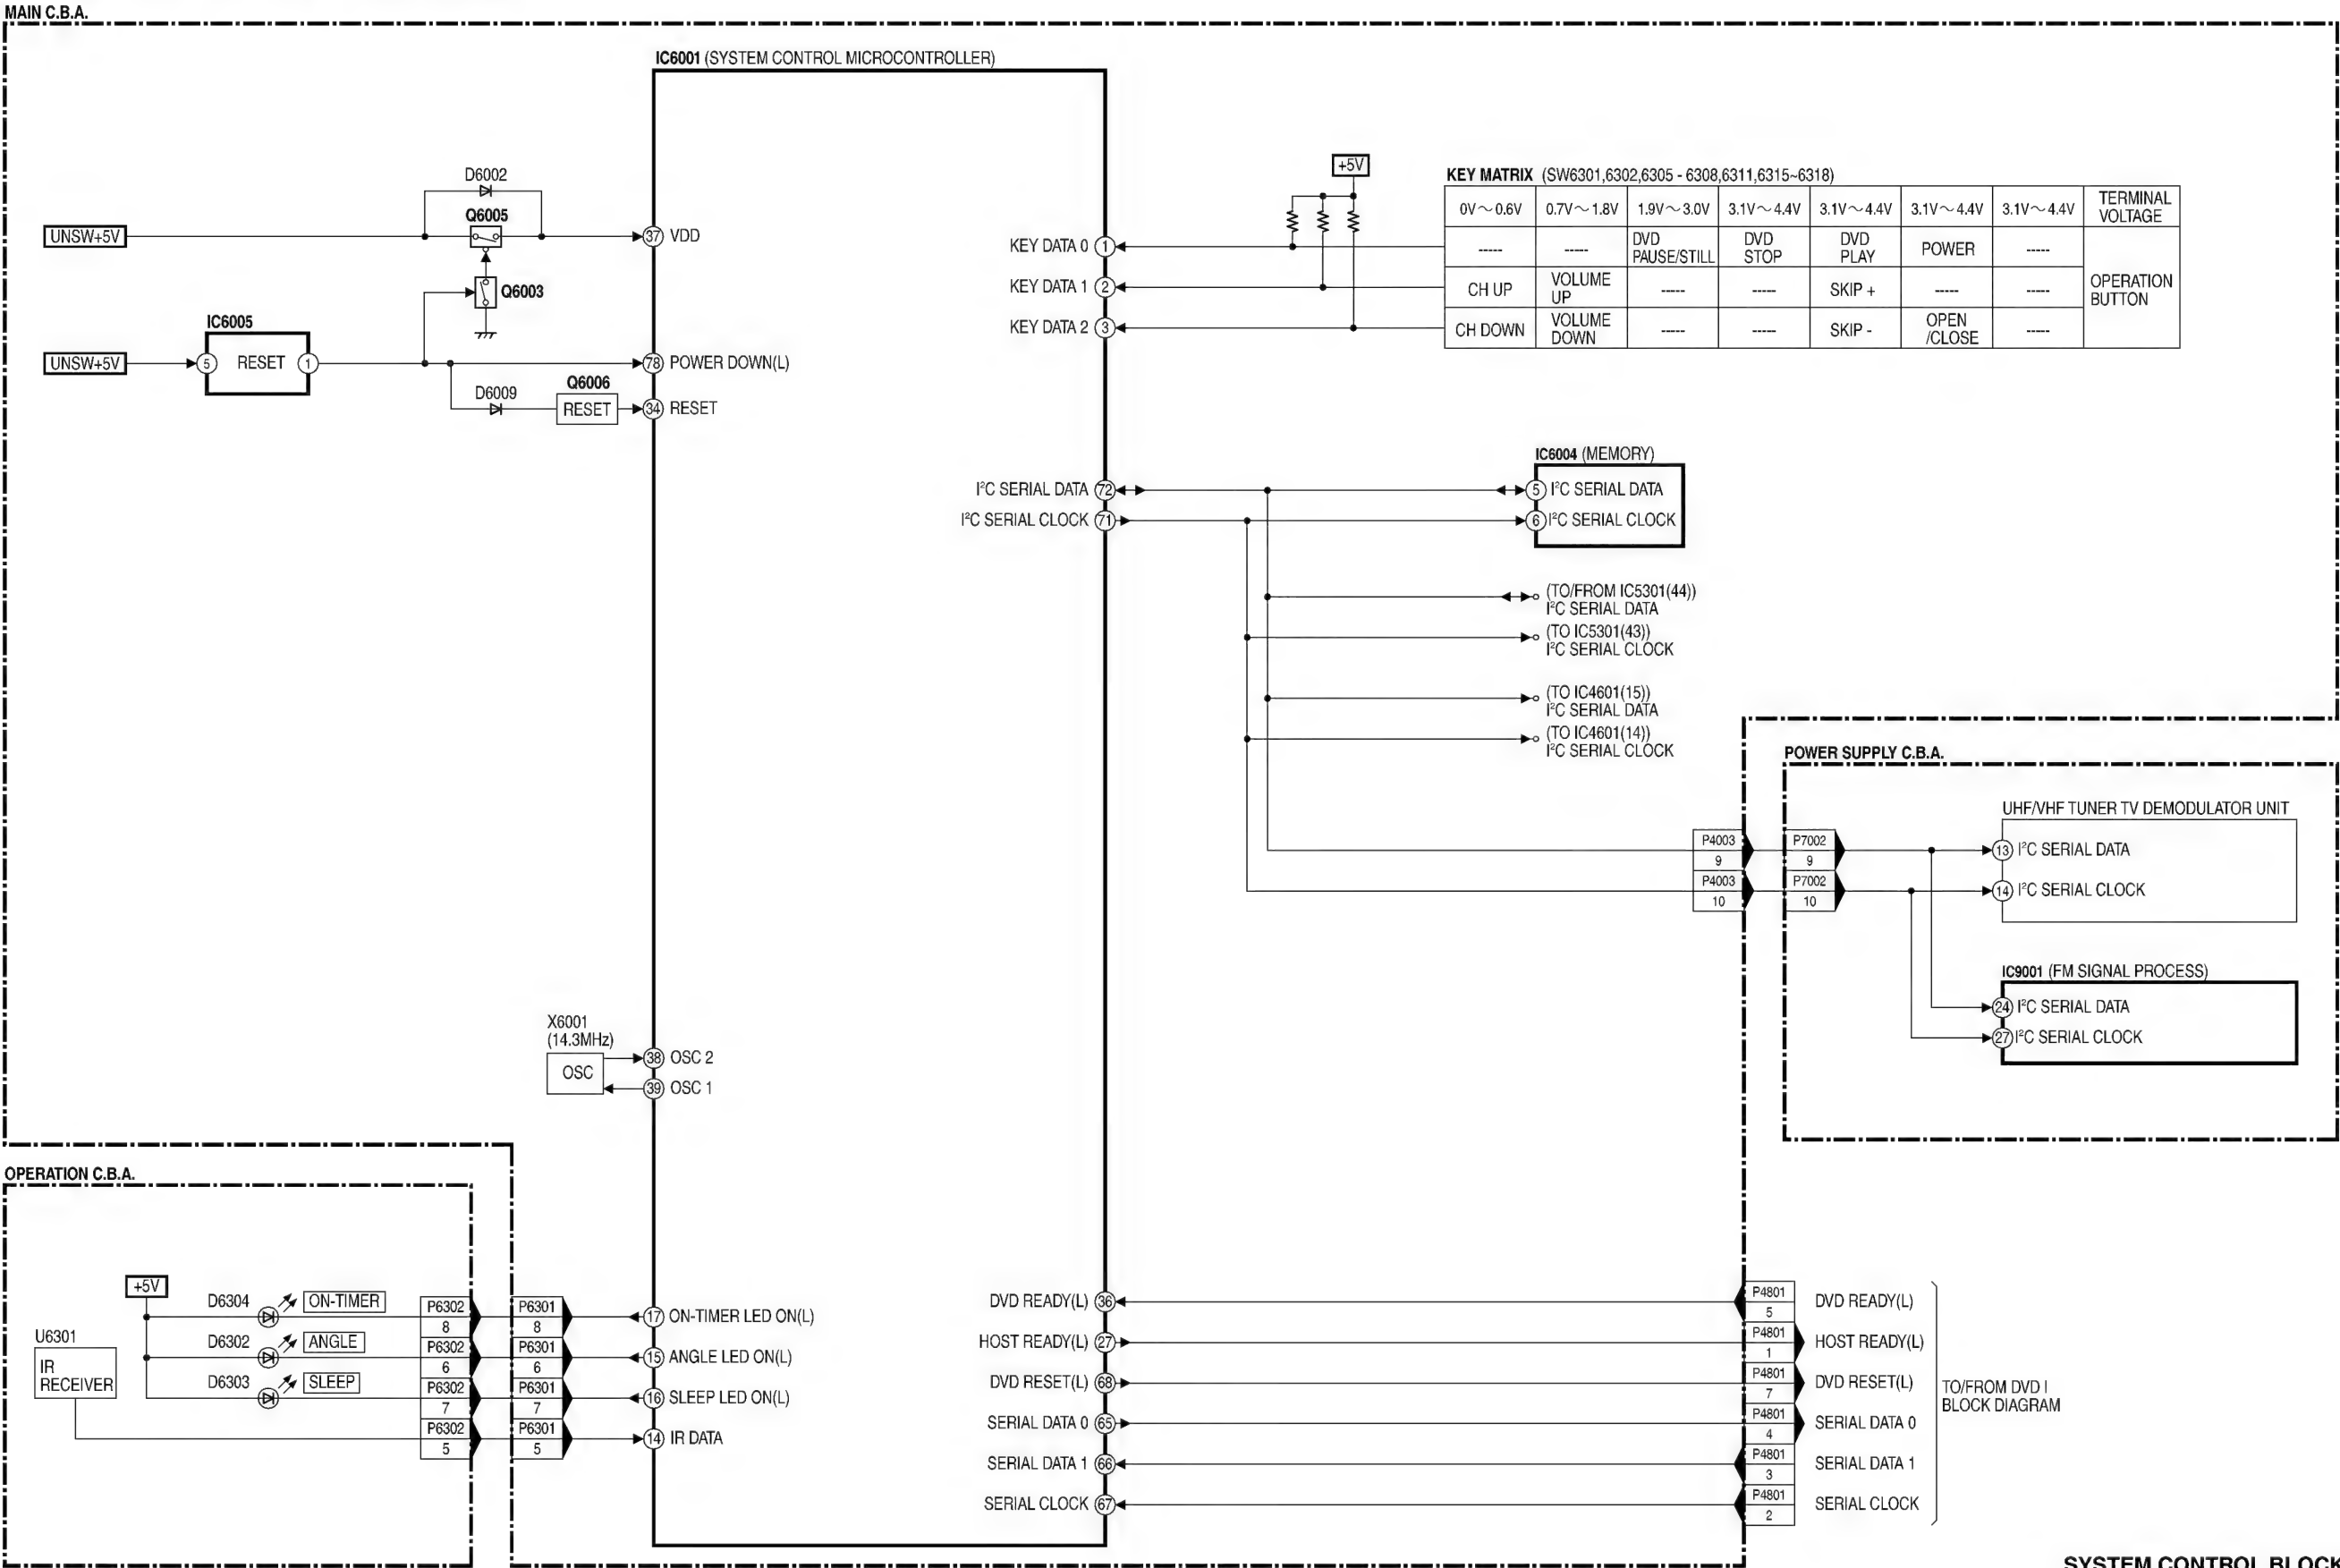 MAIN C.B.A.
IC6001 (SYSTEM CONTROL MICROCONTROLLER)
D6002
Q6005
UNSW+5V
37 VDD
Q6003
IC6005
UNSW+5V
5 RESET 1
78 POWER DOWN(L)
D6009
Q6006
RESET
34 RESET
+5V
KEY DATA 0 1
KEY DATA 1 2
KEY DATA 2 3
KEY MATRIX (SW6301,6302,6305 - 6308,6311,6315~6318)
0V～0.6V 0.7V～1.8V 1.9V～3.0V 3.1V～4.4V 3.1V～4.4V 3.1V～4.4V 3.1V～4.4V TERMINAL VOLTAGE
----- ----- DVD PAUSE/STILL DVD STOP DVD PLAY POWER -----
CH UP VOLUME UP ----- ----- SKIP + ----- -----
OPERATION BUTTON
CH DOWN VOLUME DOWN ----- ----- SKIP - OPEN /CLOSE -----
IC6004 (MEMORY)
I²C SERIAL DATA 72
5 I²C SERIAL DATA
I²C SERIAL CLOCK 71
6 I²C SERIAL CLOCK
(TO/FROM IC5301(44))
I²C SERIAL DATA
(TO IC5301(43))
I²C SERIAL CLOCK
(TO IC4601(15))
I²C SERIAL DATA
(TO IC4601(14))
I²C SERIAL CLOCK
POWER SUPPLY C.B.A.
UHF/VHF TUNER TV DEMODULATOR UNIT
P4003 9
P7002 9
13 I²C SERIAL DATA
P4003 10
P7002 10
14 I²C SERIAL CLOCK
IC9001 (FM SIGNAL PROCESS)
24 I²C SERIAL DATA
27 I²C SERIAL CLOCK
X6001
(14.3MHz)
OSC
38 OSC 2
39 OSC 1
OPERATION C.B.A.
+5V
D6304 ON-TIMER
P6302 8
P6301 8
17 ON-TIMER LED ON(L)
D6302 ANGLE
P6302 6
P6301 6
15 ANGLE LED ON(L)
D6303 SLEEP
P6302 7
P6301 7
16 SLEEP LED ON(L)
U6301
IR
RECEIVER
P6302 5
P6301 5
14 IR DATA
DVD READY(L) 36
P4801 5
DVD READY(L)
HOST READY(L) 27
P4801 1
HOST READY(L)
DVD RESET(L) 68
P4801 7
DVD RESET(L)
SERIAL DATA 0 65
P4801 4
SERIAL DATA 0
SERIAL DATA 1 66
P4801 3
SERIAL DATA 1
SERIAL CLOCK 67
P4801 2
SERIAL CLOCK
TO/FROM DVD I
BLOCK DIAGRAM
SYSTEM CONTROL BLOCK